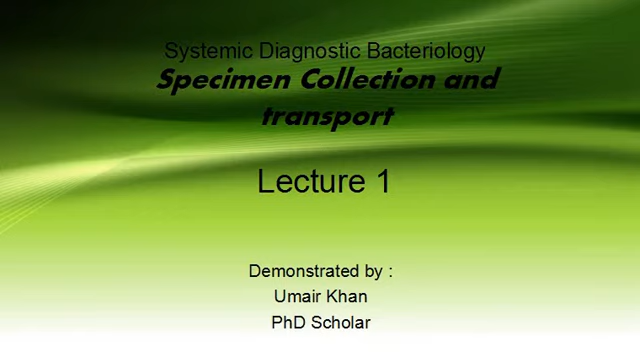 Systemic Diagnostic Bacteriology
Specimen Collection and
transport
Lecture 1
Demonstrated by :
Umair Khan
PhD Scholar